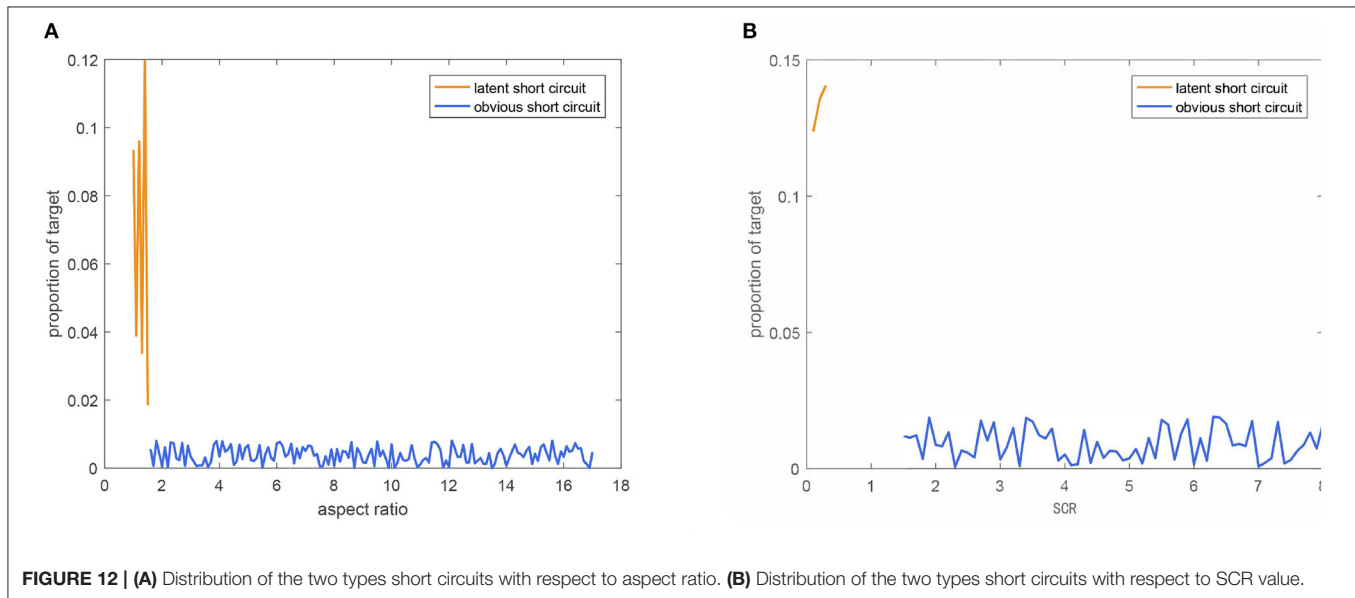 A
0.12
0.1
0.08
0.06
0.04
0.02
0
proportion of target
latent short circuit
obvious short circuit
0 2 4 6 8 10 12 14 16 18
aspect ratio
B
0.15
0.1
0.05
0
proportion of target
latent short circuit
obvious short circuit
0 1 2 3 4 5 6 7 8
SCR
FIGURE 12 | (A) Distribution of the two types short circuits with respect to aspect ratio. (B) Distribution of the two types short circuits with respect to SCR value.